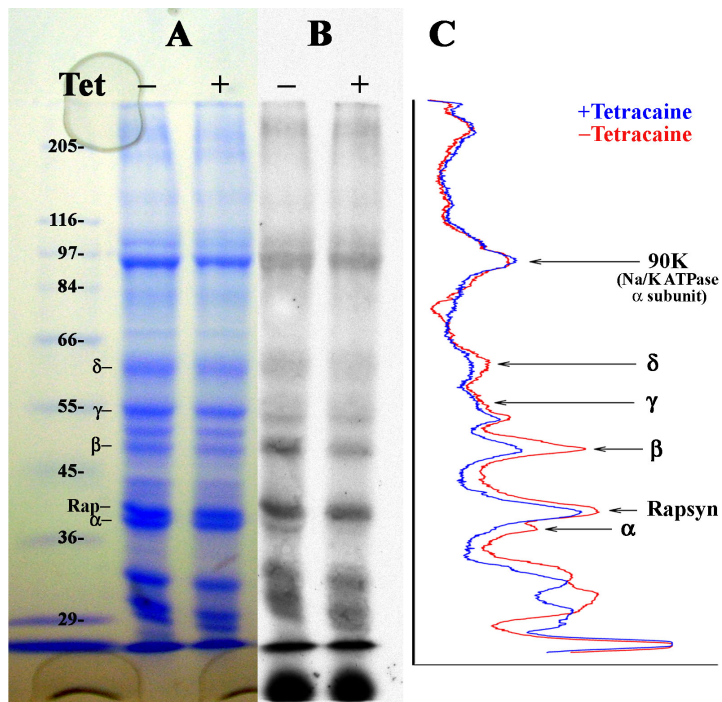 A
B
C
Tet – + – +
+Tetracaine
–Tetracaine
205-
116-
97-
84-
66-
δ–
55-
γ–
β–
45-
Rap–
α–
36-
29-
90K
(Na/K ATPase
α subunit)
δ
γ
β
Rapsyn
α